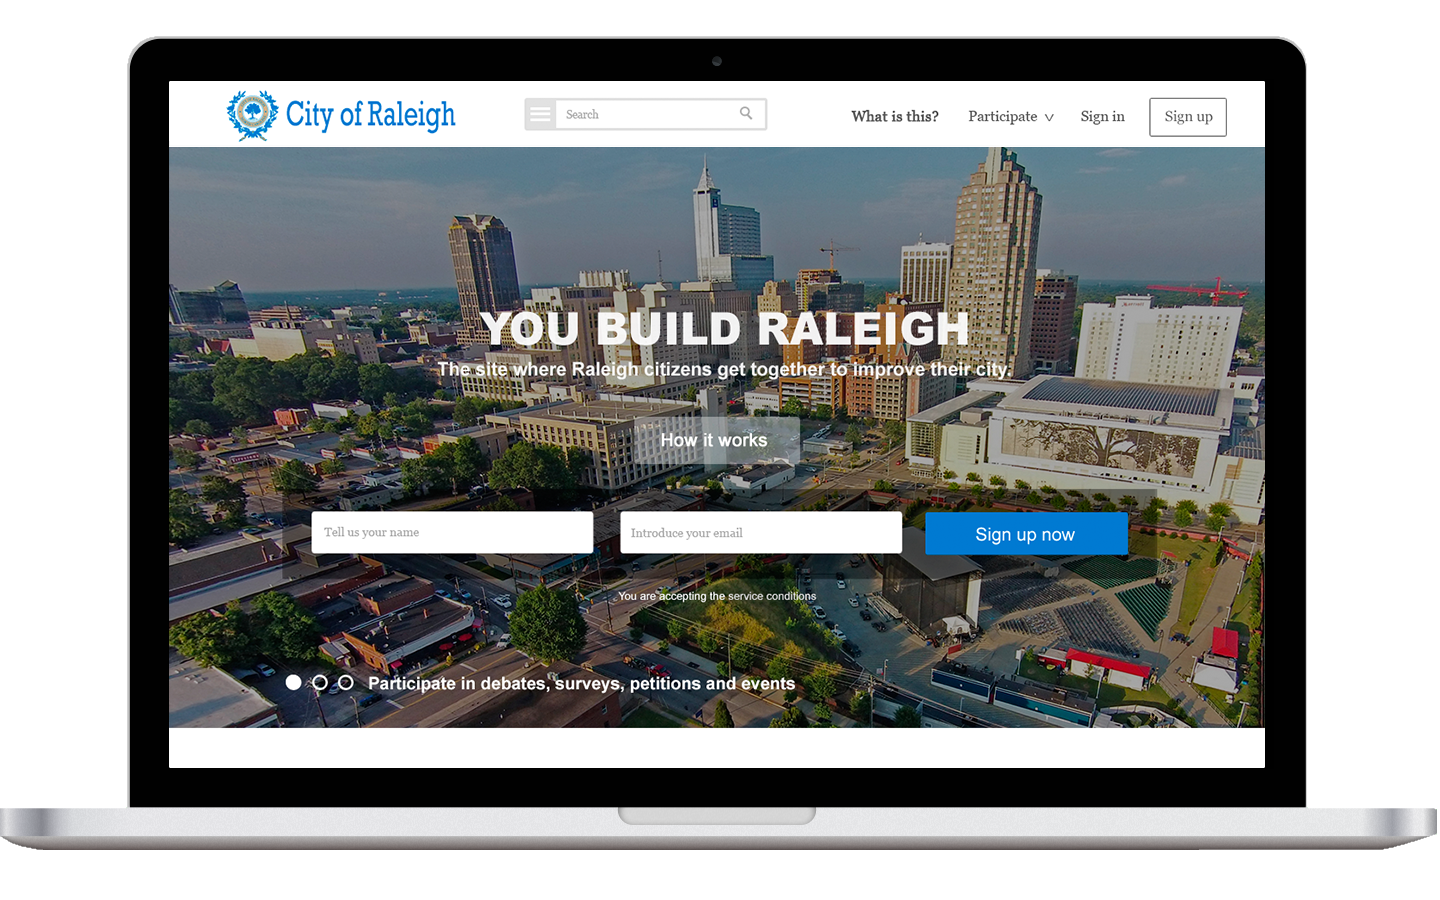 City of Raleigh
Search
What is this?
Participate
Sign in
Sign up
YOU BUILD RALEIGH
The site where Raleigh citizens get together to improve their city.
How it works
Tell us your name
Introduce your email
Sign up now
You are accepting the service conditions
Participate in debates, surveys, petitions and events